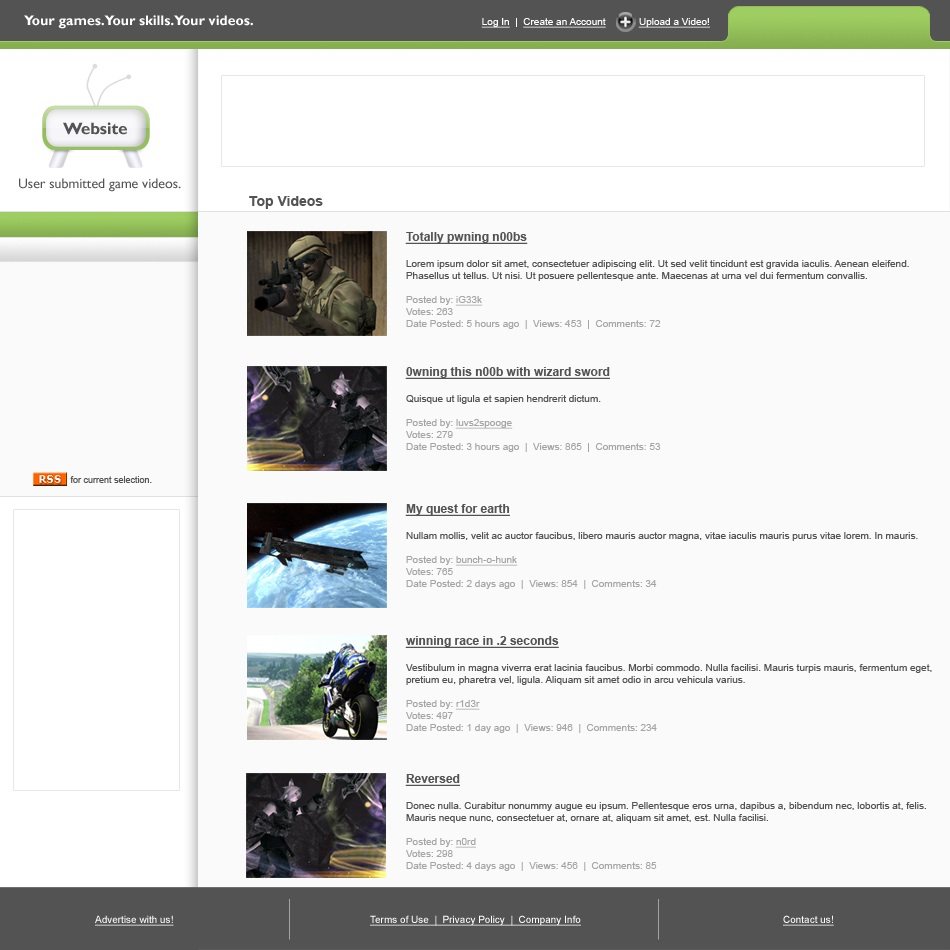 Your games.Your skills.Your videos.
Log In | Create an Account Upload a Video!
Website
User submitted game videos.
Top Videos
Totally pwning n00bs
Lorem ipsum dolor sit amet, consectetuer adipiscing elit. Ut sed velit tincidunt est gravida iaculis. Aenean eleifend.
Phasellus ut tellus. Ut nisi. Ut posuere pellentesque ante. Maecenas at urna vel dui fermentum convallis.
Posted by: iG33k
Votes: 263
Date Posted: 5 hours ago | Views: 453 | Comments: 72
0wning this n00b with wizard sword
Quisque ut ligula et sapien hendrerit dictum.
Posted by: luvs2spooge
Votes: 279
Date Posted: 3 hours ago | Views: 865 | Comments: 53
RSS for current selection.
My quest for earth
Nullam mollis, velit ac auctor faucibus, libero mauris auctor magna, vitae iaculis mauris purus vitae lorem. In mauris.
Posted by: bunch-o-hunk
Votes: 765
Date Posted: 2 days ago | Views: 854 | Comments: 34
winning race in .2 seconds
Vestibulum in magna viverra erat lacinia faucibus. Morbi commodo. Nulla facilisi. Mauris turpis mauris, fermentum eget,
pretium eu, pharetra vel, ligula. Aliquam sit amet odio in arcu vehicula varius.
Posted by: r1d3r
Votes: 497
Date Posted: 1 day ago | Views: 946 | Comments: 234
Reversed
Donec nulla. Curabitur nonummy augue eu ipsum. Pellentesque eros urna, dapibus a, bibendum nec, lobortis at, felis.
Mauris neque nunc, consectetuer at, ornare at, aliquam sit amet, est. Nulla facilisi.
Posted by: n0rd
Votes: 298
Date Posted: 4 days ago | Views: 456 | Comments: 85
Advertise with us!
Terms of Use | Privacy Policy | Company Info
Contact us!